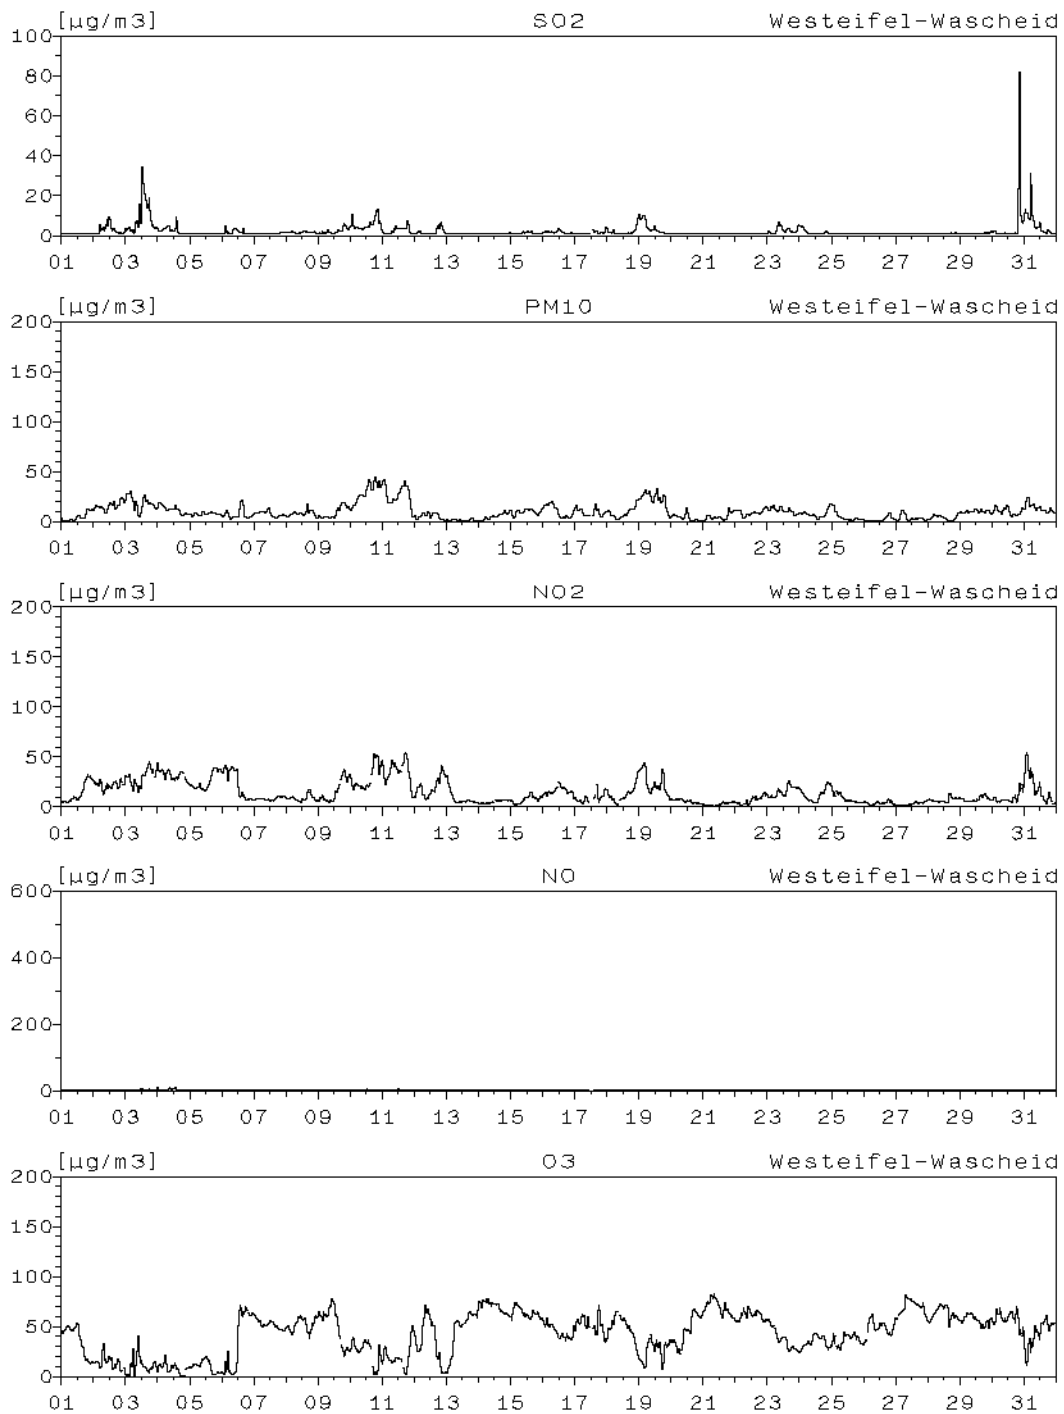 [µg/m3] SO2 Westeifel-Wascheid
100
80
60
40
20
0
01 03 05 07 09 11 13 15 17 19 21 23 25 27 29 31
[µg/m3] PM10 Westeifel-Wascheid
200
150
100
50
0
01 03 05 07 09 11 13 15 17 19 21 23 25 27 29 31
[µg/m3] NO2 Westeifel-Wascheid
200
150
100
50
0
01 03 05 07 09 11 13 15 17 19 21 23 25 27 29 31
[µg/m3] NO Westeifel-Wascheid
600
400
200
0
01 03 05 07 09 11 13 15 17 19 21 23 25 27 29 31
[µg/m3] O3 Westeifel-Wascheid
200
150
100
50
0
01 03 05 07 09 11 13 15 17 19 21 23 25 27 29 31